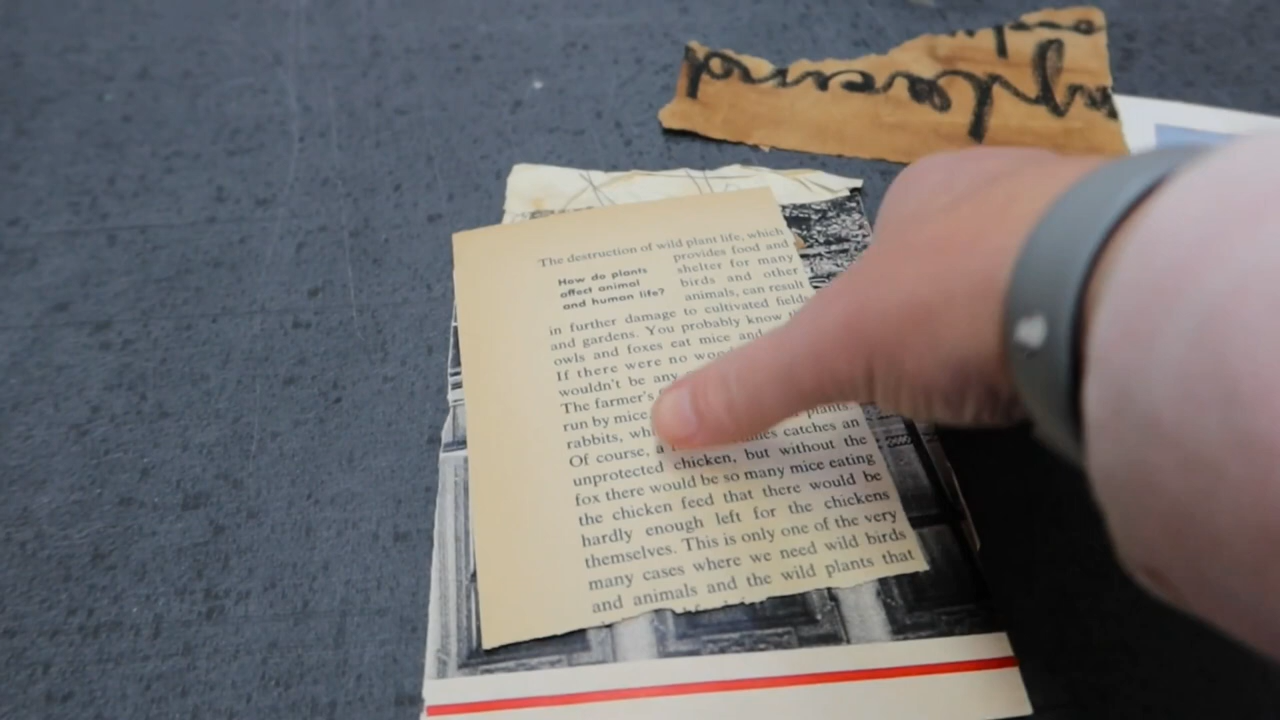 The destruction of wild plant life, which
provides food and
How do plants
affect animal
and human life?
shelter for many
birds and other
animals, can result
in further damage to cultivated fields
and gardens. You probably know
owls and foxes eat mice and
If there were no
wouldn't be any
The farmer's
run by mice.
rabbits, plants.
Of course, a catches an
unprotected chicken, but without the
fox there would be so many mice eating
the chicken feed that there would be
hardly enough left for the chickens
themselves. This is only one of the very
many cases where we need wild birds
and animals and the wild plants that